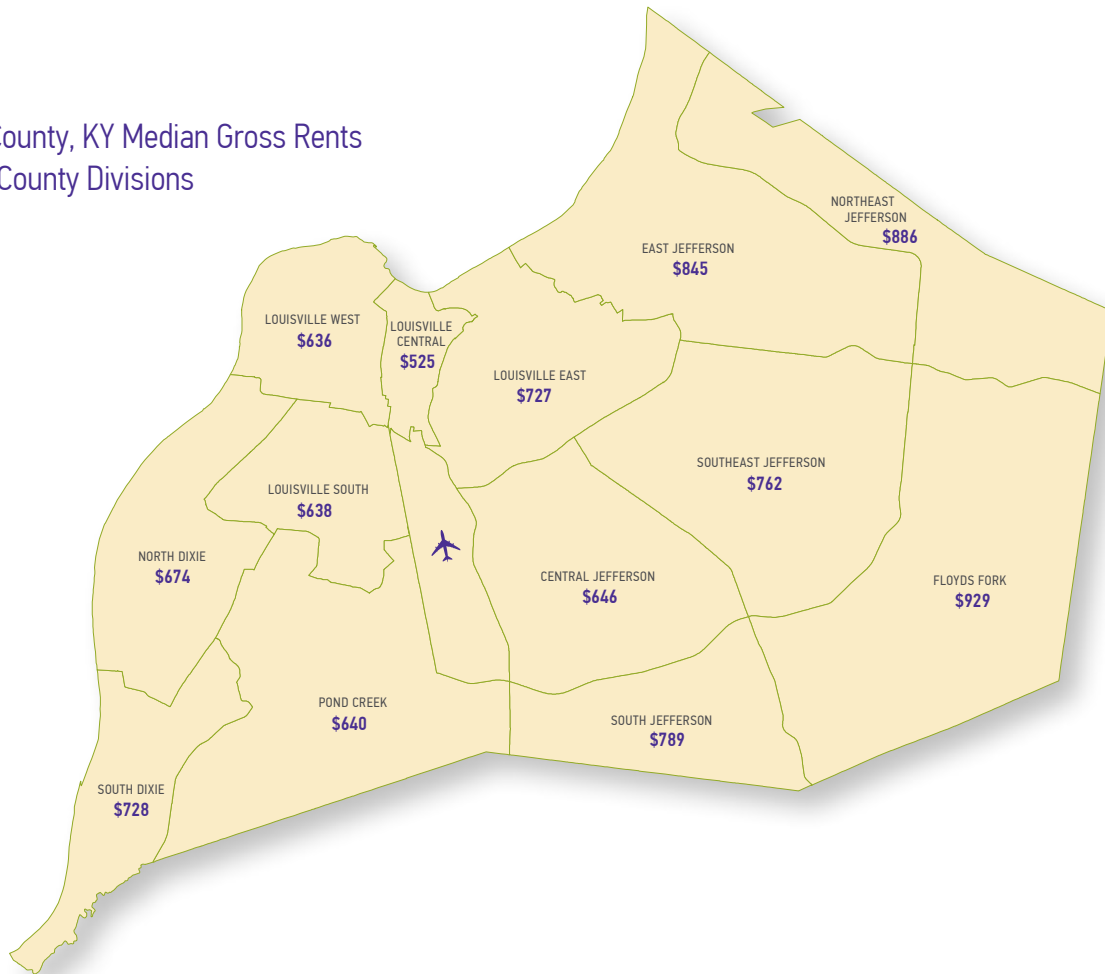 County, KY Median Gross Rents
County Divisions
NORTHEAST
JEFFERSON
$886
EAST JEFFERSON
$845
LOUISVILLE WEST
$636
LOUISVILLE
CENTRAL
$525
LOUISVILLE EAST
$727
SOUTHEAST JEFFERSON
$762
LOUISVILLE SOUTH
$638
NORTH DIXIE
$674
CENTRAL JEFFERSON
$646
FLOYDS FORK
$929
POND CREEK
$640
SOUTH JEFFERSON
$789
SOUTH DIXIE
$728